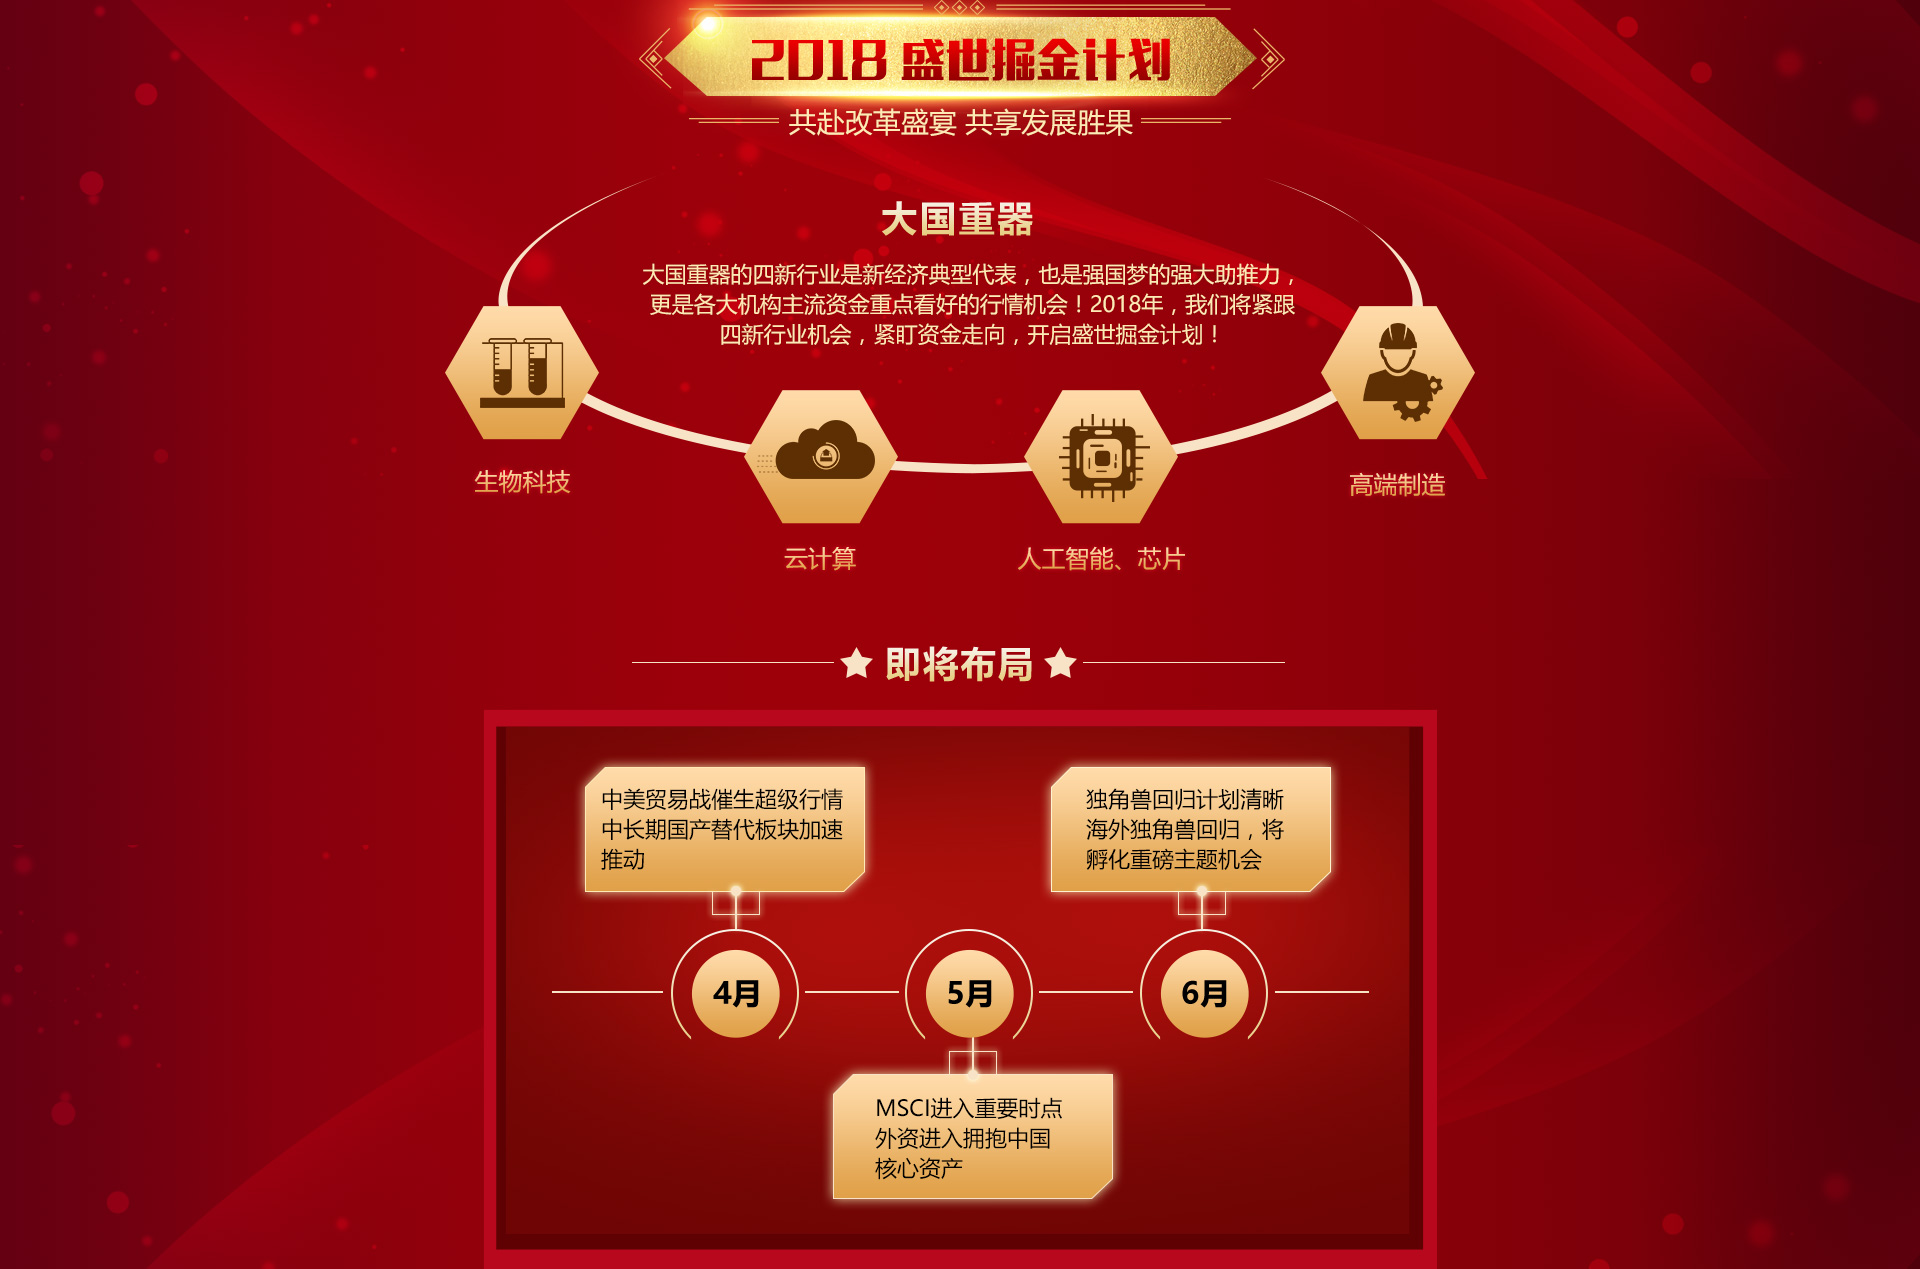 2018 盛世掘金计划
共赴改革盛宴 共享发展胜果
大国重器
大国重器的四新行业是新经济典型代表，也是强国梦的强大助推力，
更是各大机构主流资金重点看好的行情机会！2018年，我们将紧跟
四新行业机会，紧盯资金走向，开启盛世掘金计划！
生物科技
云计算
人工智能、芯片
高端制造
即将布局
中美贸易战催生超级行情
中长期国产替代板块加速
推动
独角兽回归计划清晰
海外独角兽回归，将
孵化重磅主题机会
4月
5月
6月
MSCI进入重要时点
外资进入拥抱中国
核心资产